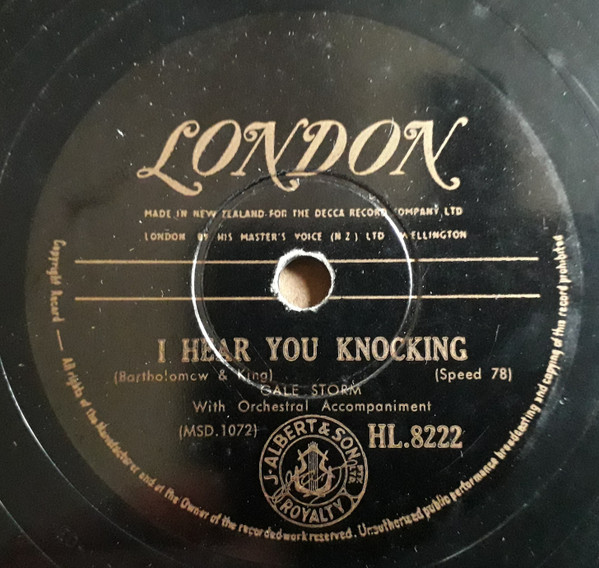 LONDON
MADE IN NEW ZEALAND FOR THE DECCA RECORD COMPANY LTD
LONDON BY HIS MASTER'S VOICE (N Z) LTD WELLINGTON
I HEAR YOU KNOCKING
(Bartholomew & King) (Speed 78)
GALE STORM
With Orchestral Accompaniment
(MSD.1072) HL.8222
J. ALBERT & SON PTY. LTD.
ROYALTY
Copyright Record — All rights of the Manufacturer and of the Owner of the recorded work reserved. Unauthorized public performance broadcasting and copying of this record prohibited